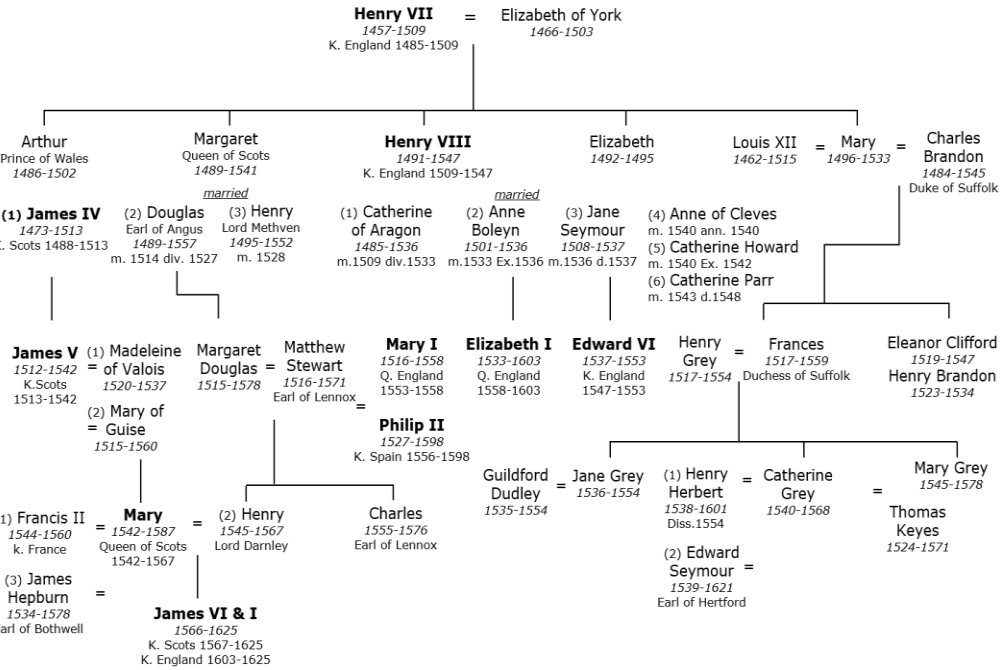 Henry VII = Elizabeth of York
1457-1509 1466-1503
K. England 1485-1509
Arthur
Prince of Wales
1486-1502
Margaret
Queen of Scots
1489-1541
Henry VIII
1491-1547
K. England 1509-1547
Elizabeth
1492-1495
Louis XII = Mary =
1462-1515 1496-1533
Charles
Brandon
1484-1545
Duke of Suffolk
married
(1) James IV
1473-1513
K. Scots 1488-1513
(2) Douglas
Earl of Angus
1489-1557
m. 1514 div. 1527
(3) Henry
Lord Methven
1495-1552
m. 1528
married
(1) Catherine
of Aragon
1485-1536
m.1509 div.1533
(2) Anne
Boleyn
1501-1536
m.1533 Ex.1536
(3) Jane
Seymour
1508-1537
m.1536 d.1537
(4) Anne of Cleves
m. 1540 ann. 1540
(5) Catherine Howard
m. 1540 Ex. 1542
(6) Catherine Parr
m. 1543 d.1548
James V
1512-1542
K.Scots
1513-1542
=
(1) Madeleine
of Valois
1520-1537
(2) Mary of
= Guise
1515-1560
Margaret
Douglas =
1515-1578
Matthew
Stewart
1516-1571
Earl of Lennox
Mary I
1516-1558
Q. England
1553-1558
=
Philip II
1527-1598
K. Spain 1556-1598
Elizabeth I
1533-1603
Q. England
1558-1603
Edward VI
1537-1553
K. England
1547-1553
Henry
Grey =
1517-1554
Frances
1517-1559
Duchess of Suffolk
Eleanor Clifford
1519-1547
Henry Brandon
1523-1534
Guildford
Dudley =
1535-1554
Jane Grey
1536-1554
(1) Henry
Herbert =
1538-1601
Diss.1554
Catherine
Grey
1540-1568
(2) Edward
Seymour =
1539-1621
Earl of Hertford
Mary Grey
1545-1578
=
Thomas
Keyes
1524-1571
1) Francis II =
1544-1560
k. France
Mary =
1542-1587
Queen of Scots
1542-1567
(2) Henry
1545-1567
Lord Darnley
Charles
1555-1576
Earl of Lennox
(3) James
Hepburn =
1534-1578
arl of Bothwell
James VI & I
1566-1625
K. Scots 1567-1625
K. England 1603-1625